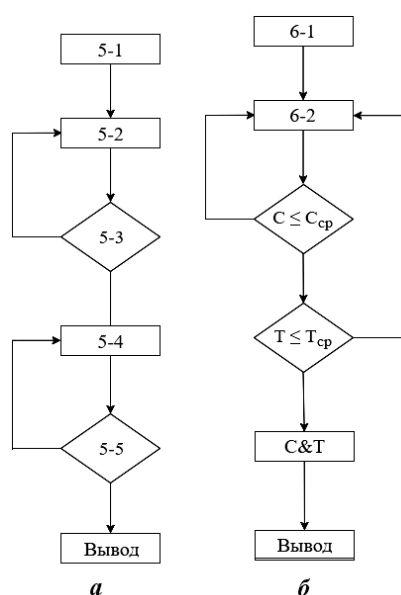 5-1
5-2
5-3
5-4
5-5
Вывод
а
6-1
6-2
C ≤ Cср
T ≤ Tср
C&T
Вывод
б